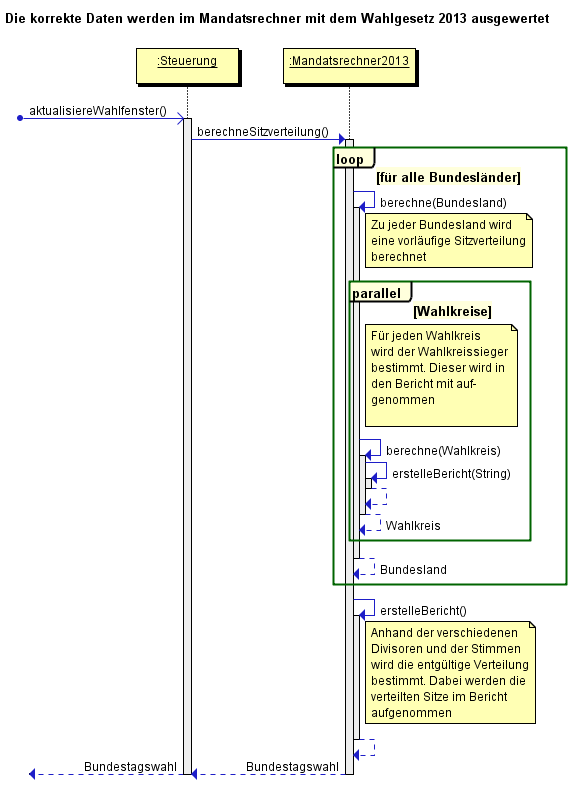 Die korrekte Daten werden im Mandatsrechner mit dem Wahlgesetz 2013 ausgewertet
:Steuerung
:Mandatsrechner2013
aktualisiereWahlfenster()
berechneSitzverteilung()
loop
[für alle Bundesländer]
berechne(Bundesland)
Zu jeder Bundesland wird
eine vorläufige Sitzverteilung
berechnet
parallel
[Wahlkreise]
Für jeden Wahlkreis
wird der Wahlkreissieger
bestimmt. Dieser wird in
den Bericht mit auf-
genommen
berechne(Wahlkreis)
erstelleBericht(String)
Wahlkreis
Bundesland
erstelleBericht()
Anhand der verschiedenen
Divisoren und der Stimmen
wird die entgültige Verteilung
bestimmt. Dabei werden die
verteilten Sitze im Bericht
aufgenommen
Bundestagswahl
Bundestagswahl